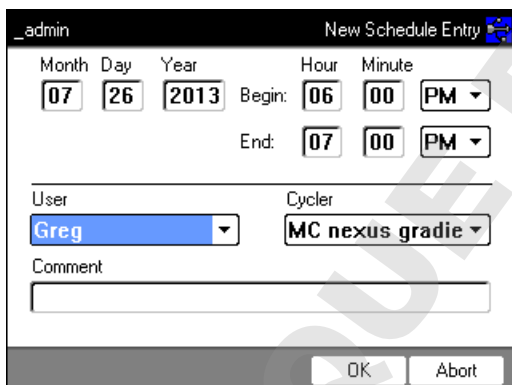 _admin New Schedule Entry
Month Day Year Hour Minute
07 26 2013 Begin: 06 00 PM
End: 07 00 PM
User Cycler
Greg MC nexus gradie
Comment
OK Abort